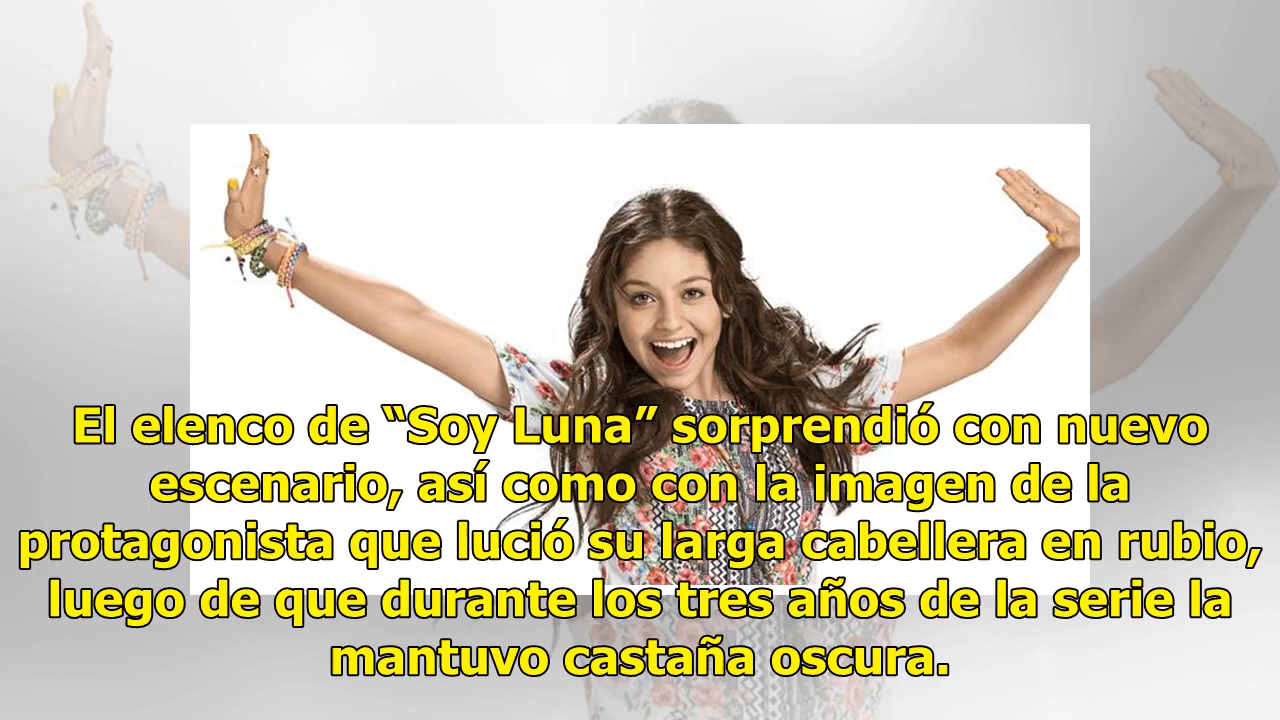 El elenco de “Soy Luna” sorprendió con nuevo
escenario, así como con la imagen de la
protagonista que lució su larga cabellera en rubio,
luego de que durante los tres años de la serie la
mantuvo castaña oscura.